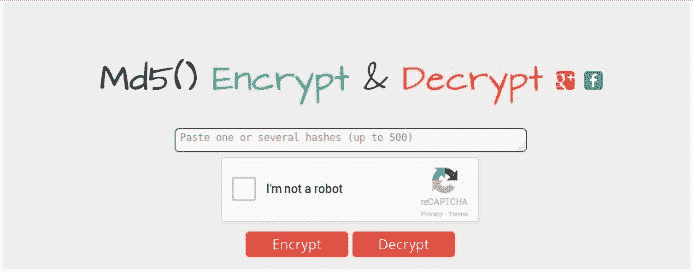 Md5() Encrypt & Decrypt
Paste one or several hashes (up to 500)
I'm not a robot
reCAPTCHA
Privacy - Terms
Encrypt Decrypt